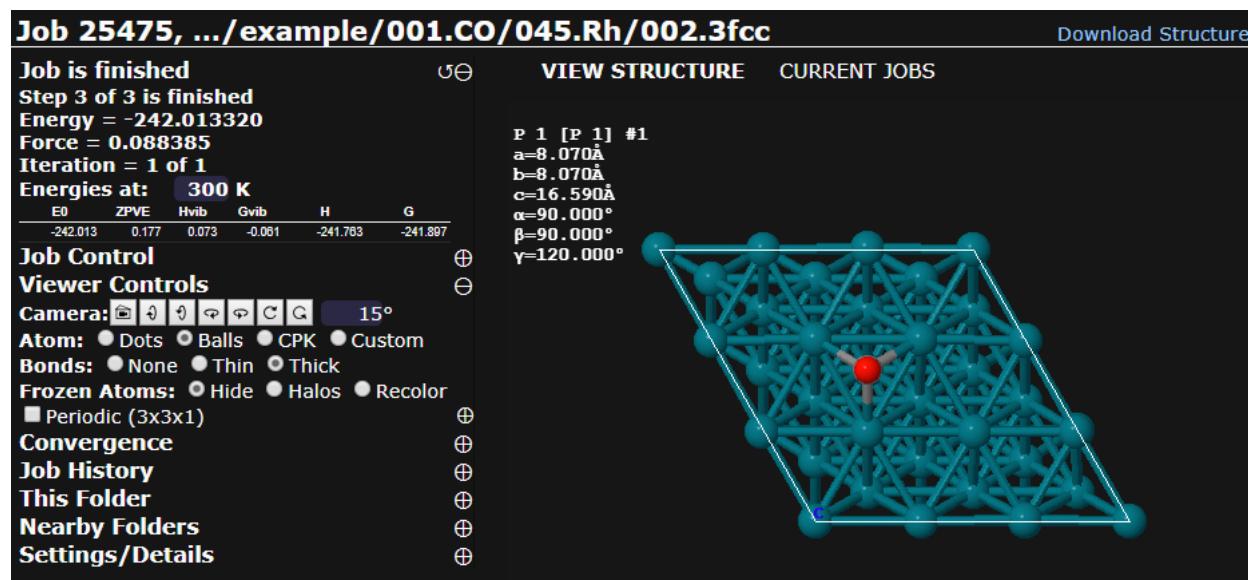 Job 25475, .../example/001.CO/045.Rh/002.3fcc
Download Structure
Job is finished
Step 3 of 3 is finished
Energy = -242.013320
Force = 0.088385
Iteration = 1 of 1
Energies at: 300 K
E0 ZPVE Hvib Gvib H G
-242.013 0.177 0.073 -0.061 -241.763 -241.897
Job Control
Viewer Controls
Camera: 15°
Atom: Dots Balls CPK Custom
Bonds: None Thin Thick
Frozen Atoms: Hide Halos Recolor
Periodic (3x3x1)
Convergence
Job History
This Folder
Nearby Folders
Settings/Details
VIEW STRUCTURE CURRENT JOBS
P 1 [P 1] #1
a=8.070Å
b=8.070Å
c=16.590Å
α=90.000°
β=90.000°
γ=120.000°
C